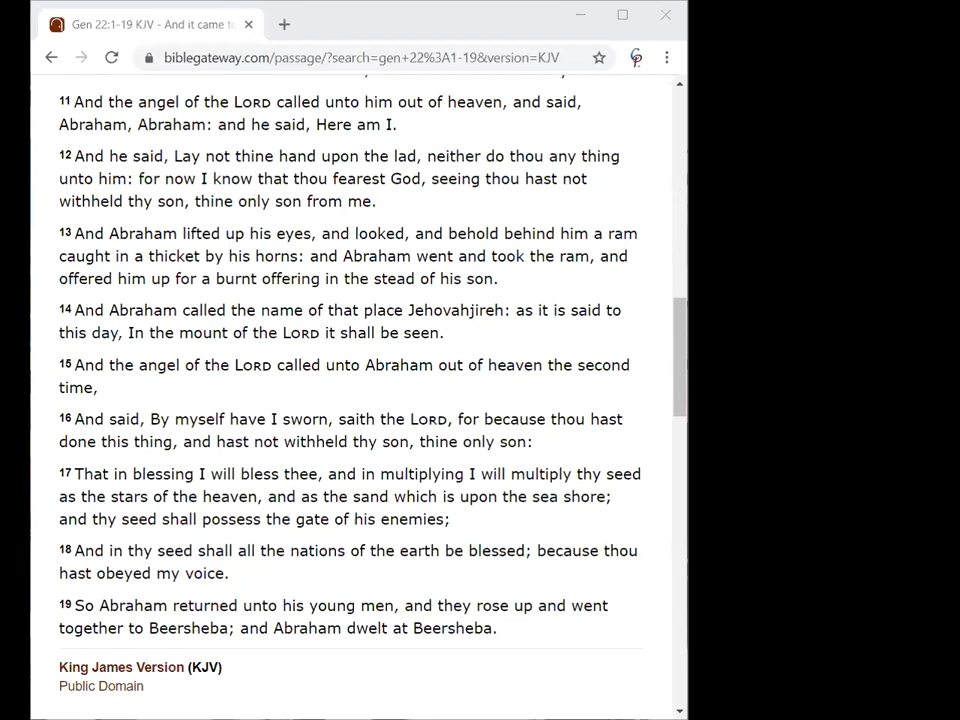 Gen 22:1-19 KJV - And it came to
biblegateway.com/passage/?search=gen+22%3A1-19&version=KJV
11 And the angel of the LORD called unto him out of heaven, and said,
Abraham, Abraham: and he said, Here am I.
12 And he said, Lay not thine hand upon the lad, neither do thou any thing
unto him: for now I know that thou fearest God, seeing thou hast not
withheld thy son, thine only son from me.
13 And Abraham lifted up his eyes, and looked, and behold behind him a ram
caught in a thicket by his horns: and Abraham went and took the ram, and
offered him up for a burnt offering in the stead of his son.
14 And Abraham called the name of that place Jehovahjireh: as it is said to
this day, In the mount of the LORD it shall be seen.
15 And the angel of the LORD called unto Abraham out of heaven the second
time,
16 And said, By myself have I sworn, saith the LORD, for because thou hast
done this thing, and hast not withheld thy son, thine only son:
17 That in blessing I will bless thee, and in multiplying I will multiply thy seed
as the stars of the heaven, and as the sand which is upon the sea shore;
and thy seed shall possess the gate of his enemies;
18 And in thy seed shall all the nations of the earth be blessed; because thou
hast obeyed my voice.
19 So Abraham returned unto his young men, and they rose up and went
together to Beersheba; and Abraham dwelt at Beersheba.
King James Version (KJV)
Public Domain